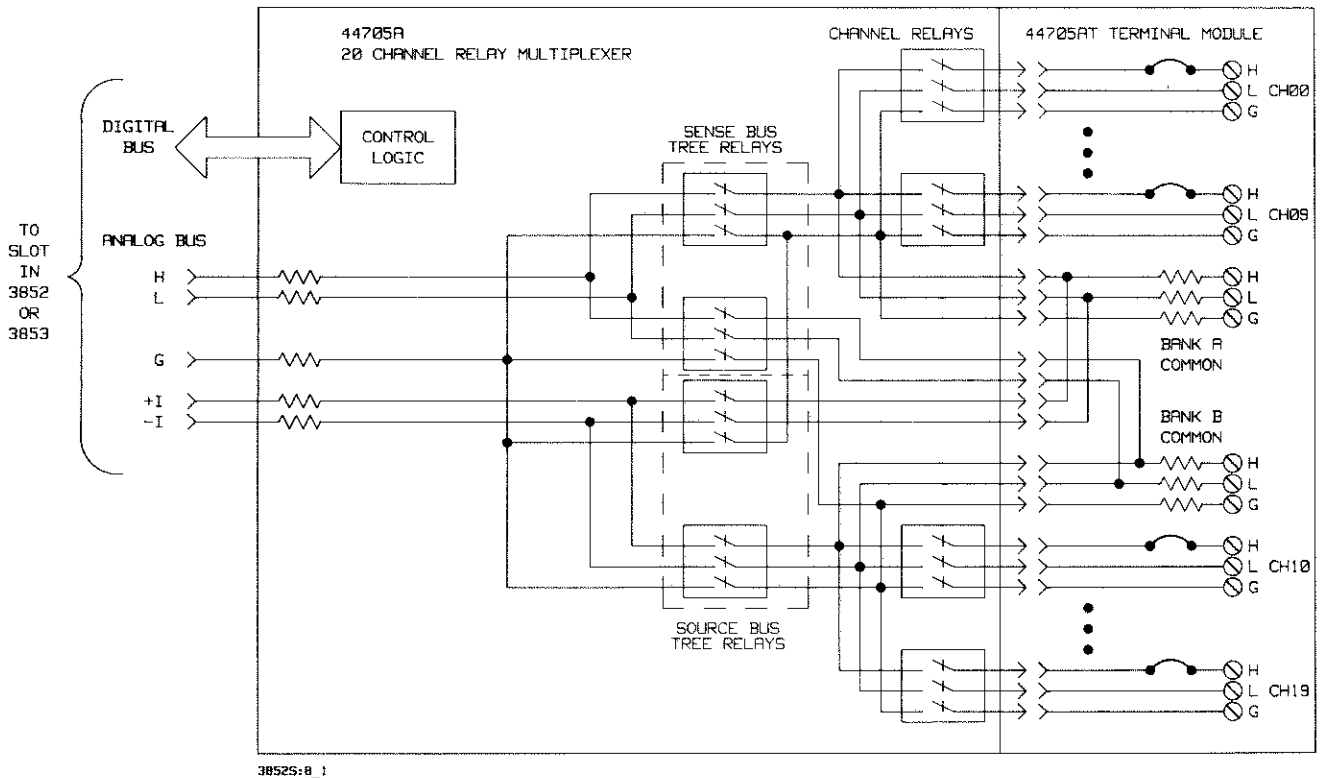 44705A
20 CHANNEL RELAY MULTIPLEXER
CHANNEL RELAYS
44705AT TERMINAL MODULE
H
L CH00
G
DIGITAL
BUS
CONTROL
LOGIC
SENSE BUS
TREE RELAYS
H
L CH09
G
TO
SLOT
IN
3852
OR
3853
ANALOG BUS
H
L
G
+I
-I
H
L
G
BANK A
COMMON
BANK B
COMMON
H
L
G
H
L CH10
G
SOURCE BUS
TREE RELAYS
H
L CH19
G
3852S:8_1